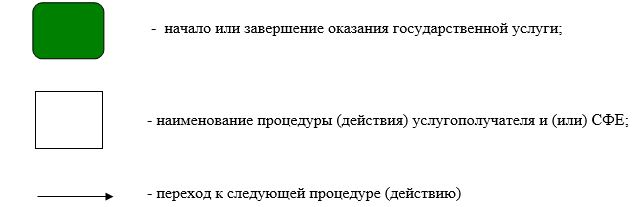 - начало или завершение оказания государственной услуги;
- наименование процедуры (действия) услугополучателя и (или) СФЕ;
- переход к следующей процедуре (действию)